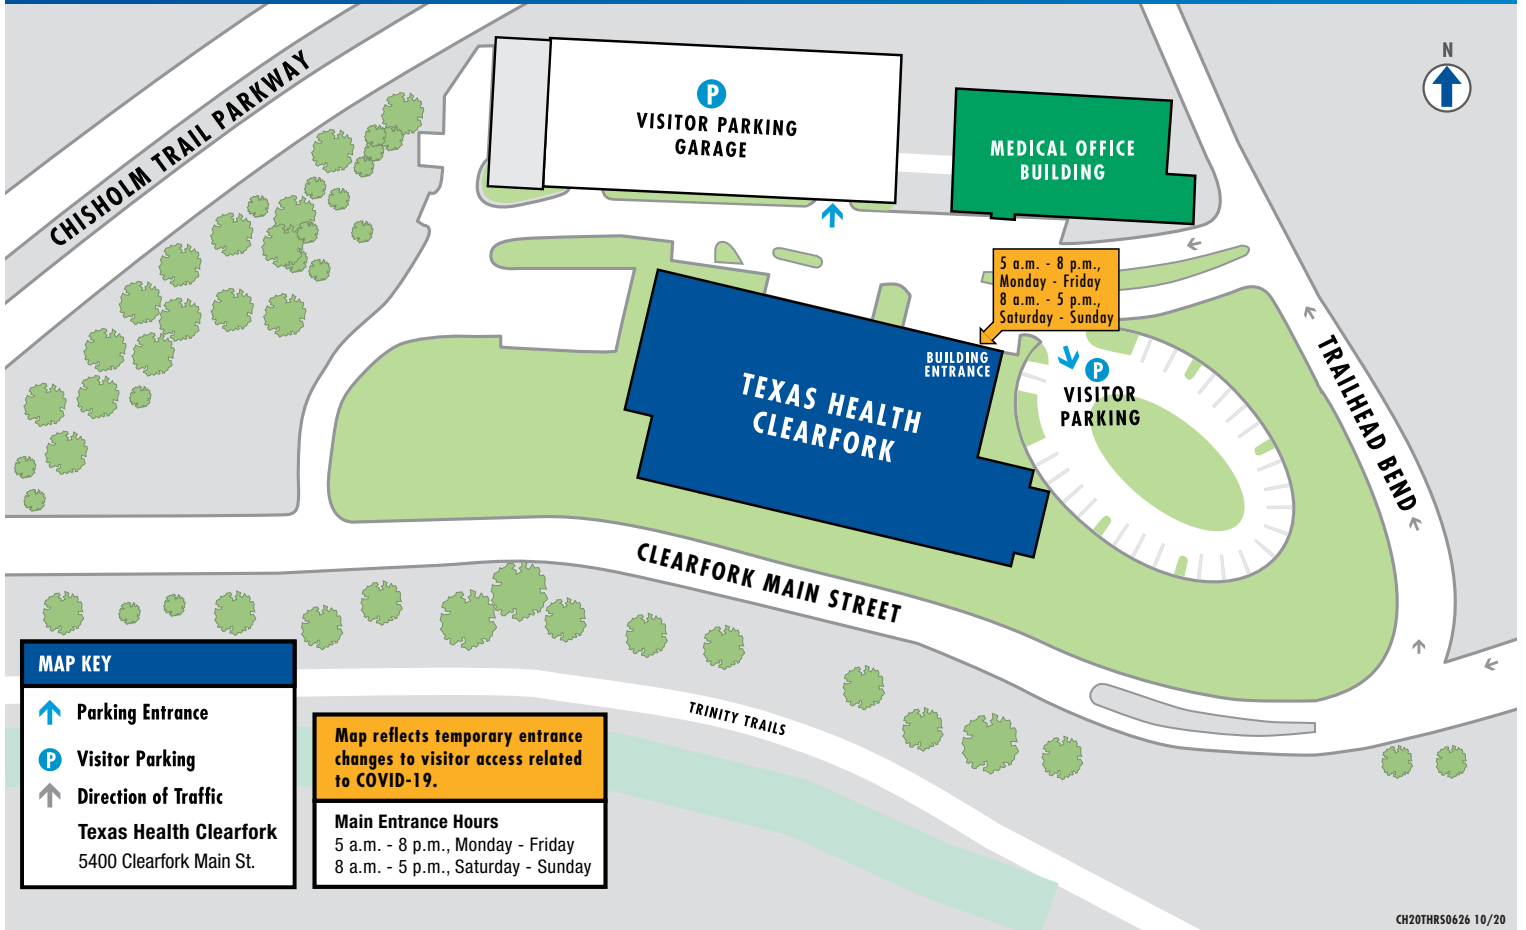 N
CHISHOLM TRAIL PARKWAY
P
VISITOR PARKING
GARAGE
MEDICAL OFFICE
BUILDING
5 a.m. - 8 p.m.,
Monday - Friday
8 a.m. - 5 p.m.,
Saturday - Sunday
BUILDING
ENTRANCE
TEXAS HEALTH
CLEARFORK
P
VISITOR
PARKING
TRAILHEAD BEND
CLEARFORK MAIN STREET
TRINITY TRAILS
MAP KEY
Parking Entrance
P Visitor Parking
Direction of Traffic
Texas Health Clearfork
5400 Clearfork Main St.
Map reflects temporary entrance
changes to visitor access related
to COVID-19.
Main Entrance Hours
5 a.m. - 8 p.m., Monday - Friday
8 a.m. - 5 p.m., Saturday - Sunday
CH20THRS0626 10/20